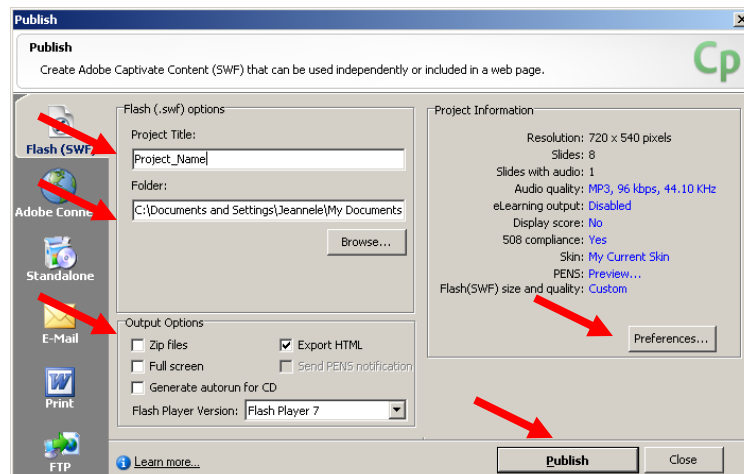 Publish
Publish
Create Adobe Captivate Content (SWF) that can be used independently or included in a web page.
Cp
Flash (SWF)
Adobe Conne
Standalone
E-Mail
Print
FTP
Flash (.swf) options
Project Title:
Project_Name
Folder:
C:\Documents and Settings\Jeannele\My Documents
Browse...
Output Options
Zip files
Export HTML
Full screen
Send PENS notification
Generate autorun for CD
Flash Player Version: Flash Player 7
Learn more...
Project Information
Resolution: 720 x 540 pixels
Slides: 8
Slides with audio: 1
Audio quality: MP3, 96 kbps, 44.10 KHz
eLearning output: Disabled
Display score: No
508 compliance: Yes
Skin: My Current Skin
PENS: Preview...
Flash(SWF) size and quality: Custom
Preferences...
Publish
Close